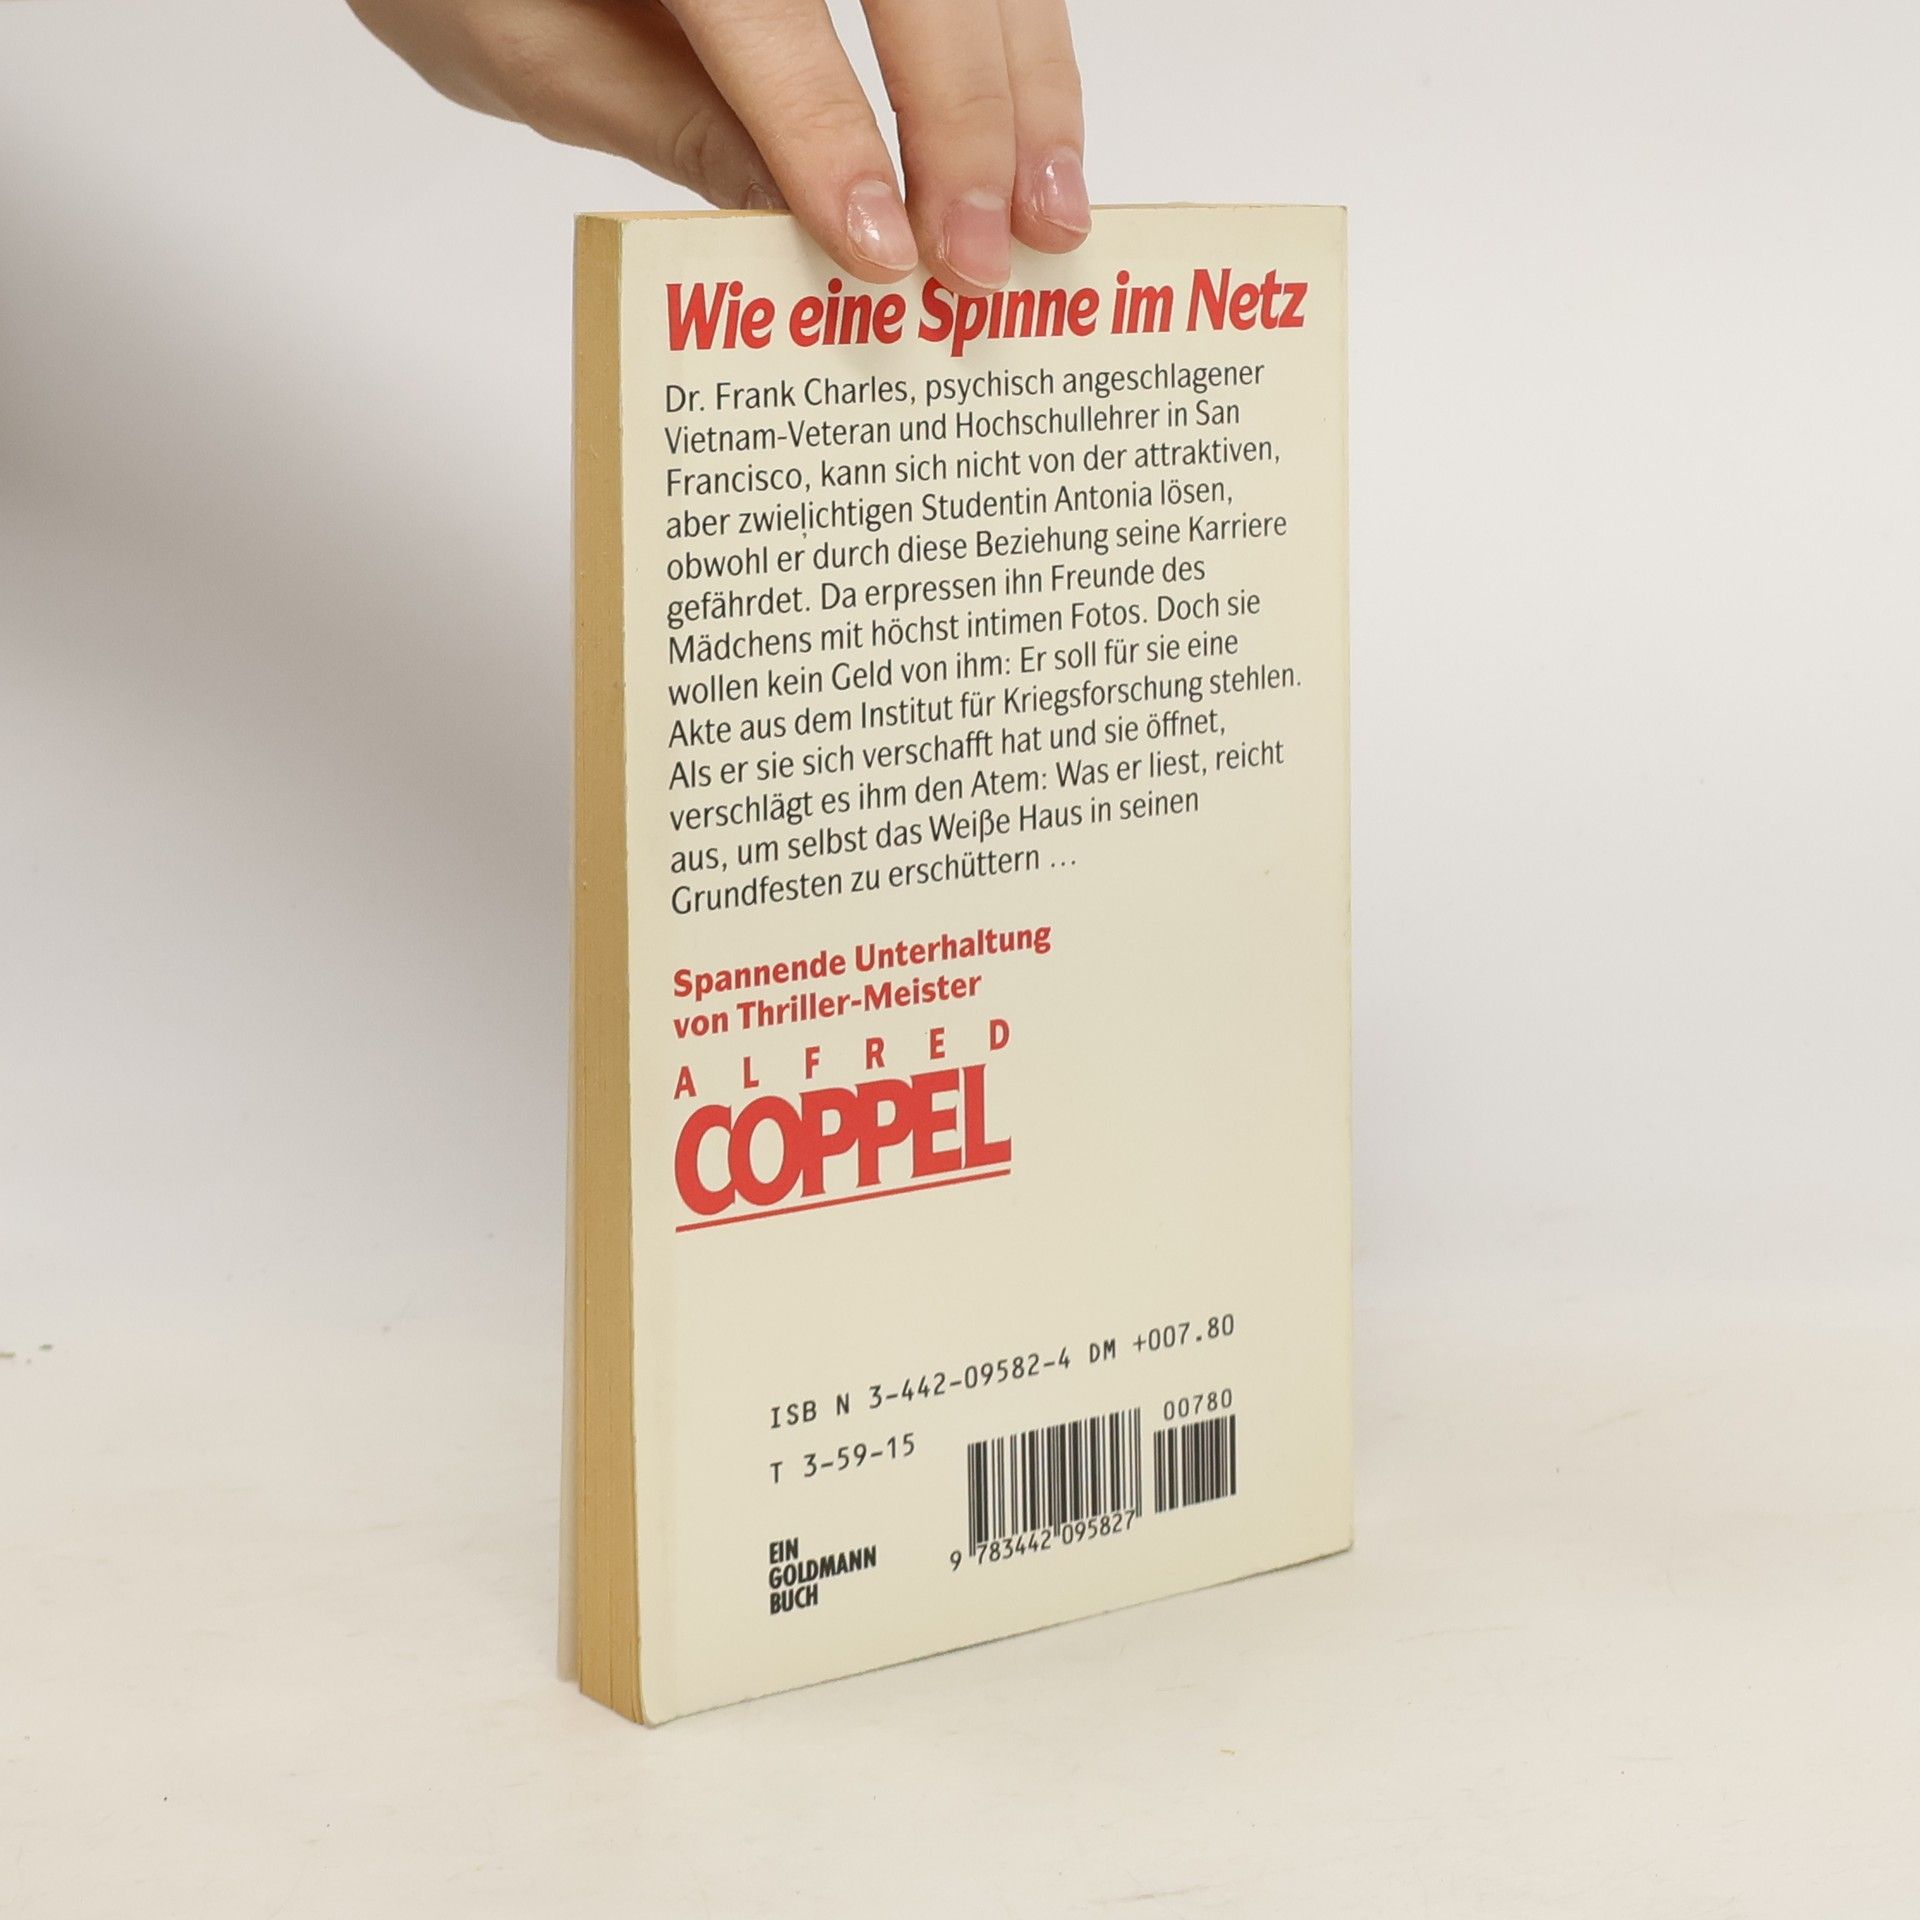 Wie eine Spinne im Netz
Dr. Frank Charles, psychisch angeschlagener
Vietnam-Veteran und Hochschullehrer in San
Francisco, kann sich nicht von der attraktiven,
aber zwielichtigen Studentin Antonia lösen,
obwohl er durch diese Beziehung seine Karriere
gefährdet. Da erpressen ihn Freunde des
Mädchens mit höchst intimen Fotos. Doch sie
wollen kein Geld von ihm: Er soll für sie eine
Akte aus dem Institut für Kriegsforschung stehlen.
Als er sie sich verschafft hat und sie öffnet,
verschlägt es ihm den Atem: Was er liest, reicht
aus, um selbst das Weiße Haus in seinen
Grundfesten zu erschüttern ...
Spannende Unterhaltung
von Thriller-Meister
ALFRED
COPPEL
ISB N 3-442-09582-4 DM +007.80
T 3-59-15
00780
9 783442 095827
EIN
GOLDMANN
BUCH